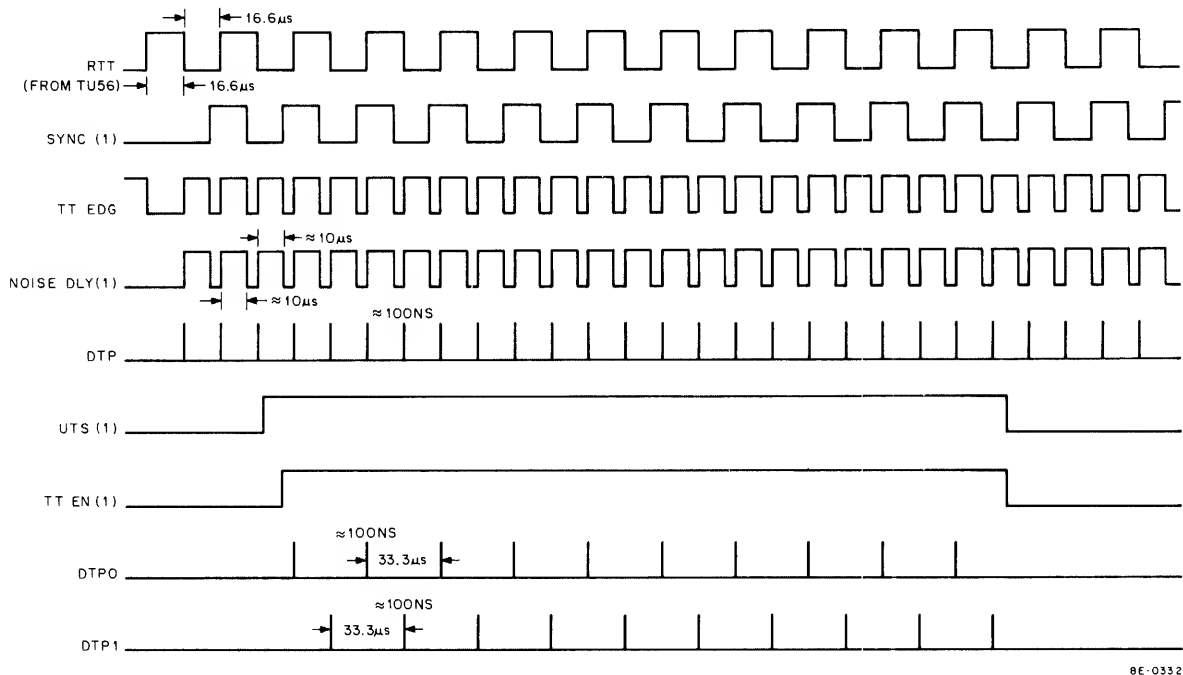 16.6µs
RTT
(FROM TU56)
16.6µs
SYNC (1)
TT EDG
≈10µs
NOISE DLY(1)
≈10µs
≈100NS
DTP
UTS (1)
TT EN (1)
≈100NS
33.3µs
DTP0
≈100NS
33.3µs
DTP1
8E-0332